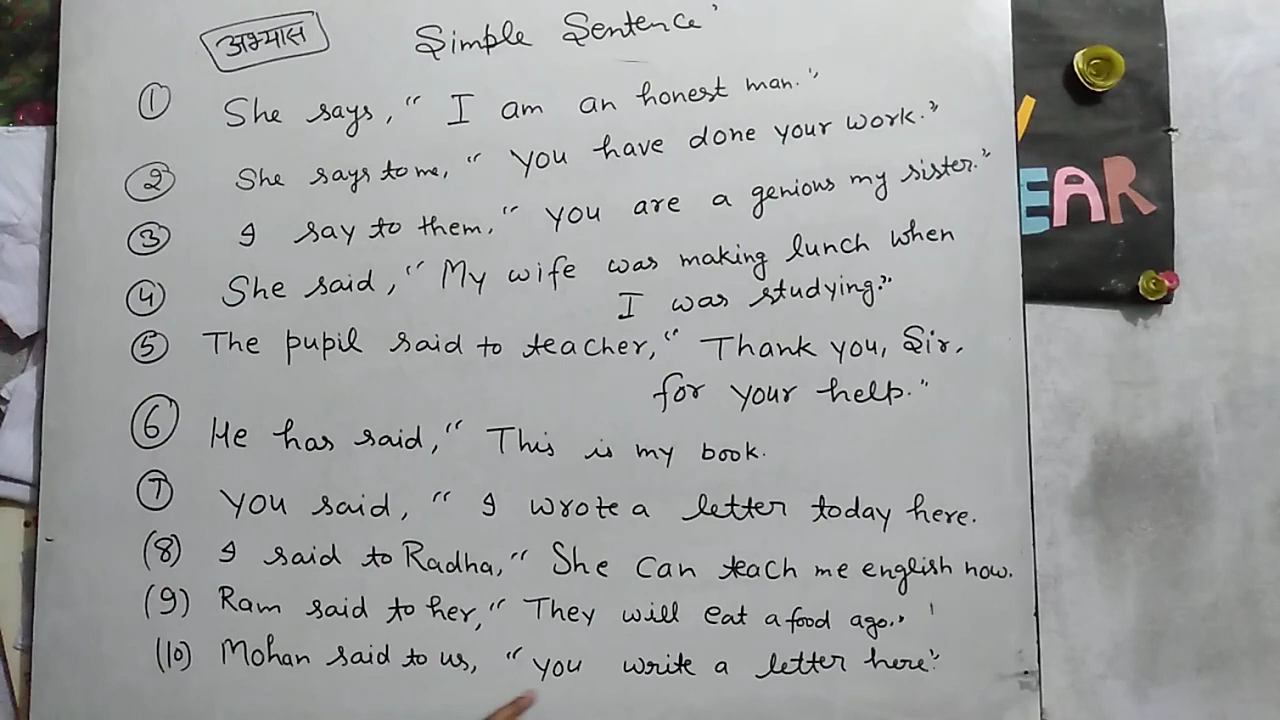 अभ्यास Simple Sentence'
① She says, " I am an honest man."
② She says to me, " you have done your work."
③ I say to them, " you are a genious my sister."
④ She said, " My wife was making lunch when
I was studying."
⑤ The pupil said to teacher, " Thank you, Sir,
for your help."
⑥ He has said, " This is my book.
⑦ You said, " I wrote a letter today here.
(8) I said to Radha, " She Can teach me english now.
(9) Ram said to her, " They will eat a food ago."
(10) Mohan said to us, " you write a letter here".
EAR